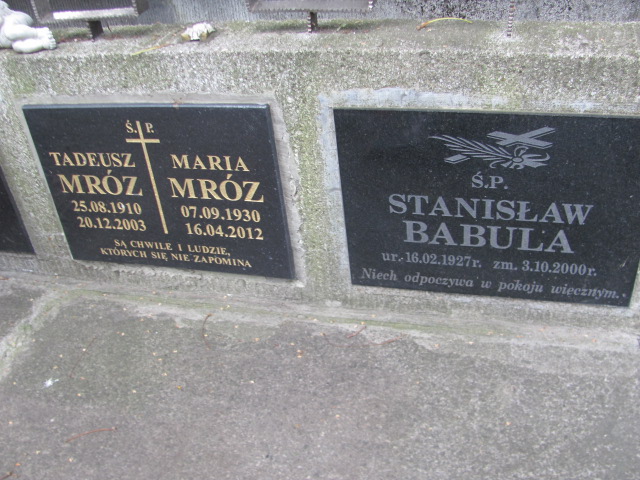 Ś. P.
TADEUSZ MARIA
MRÓZ MRÓZ
25.08.1910 07.09.1930
20.12.2003 16.04.2012
SĄ CHWILE I LUDZIE,
KTÓRYCH SIĘ NIE ZAPOMINĄ
Ś.P.
STANISŁAW
BABULA
ur. 16.02.1927r. zm. 3.10.2000r.
Niech odpoczywa w pokoju wiecznym.